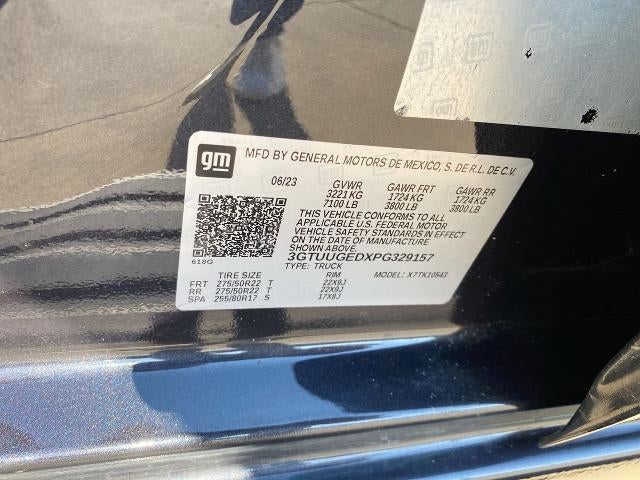 gm MFD BY GENERAL MOTORS DE MEXICO, S. DE R.L. DE C.V.
06/23 GVWR GAWR FRT GAWR RR
3221 KG 1724 KG 1724 KG
7100 LB 3800 LB 3800 LB
THIS VEHICLE CONFORMS TO ALL
APPLICABLE U.S. FEDERAL MOTOR
VEHICLE SAFETY STANDARDS IN EFFECT
ON THE DATE OF MANUFACTURE
SHOWN ABOVE.
618G 3GTUUGEDXPG329157
TYPE: TRUCK MODEL: X7TK10543
TIRE SIZE RIM
FRT 275/50R22 T 22X9J
RR 275/50R22 T 22X9J
SPA 255/80R17 S 17X8J